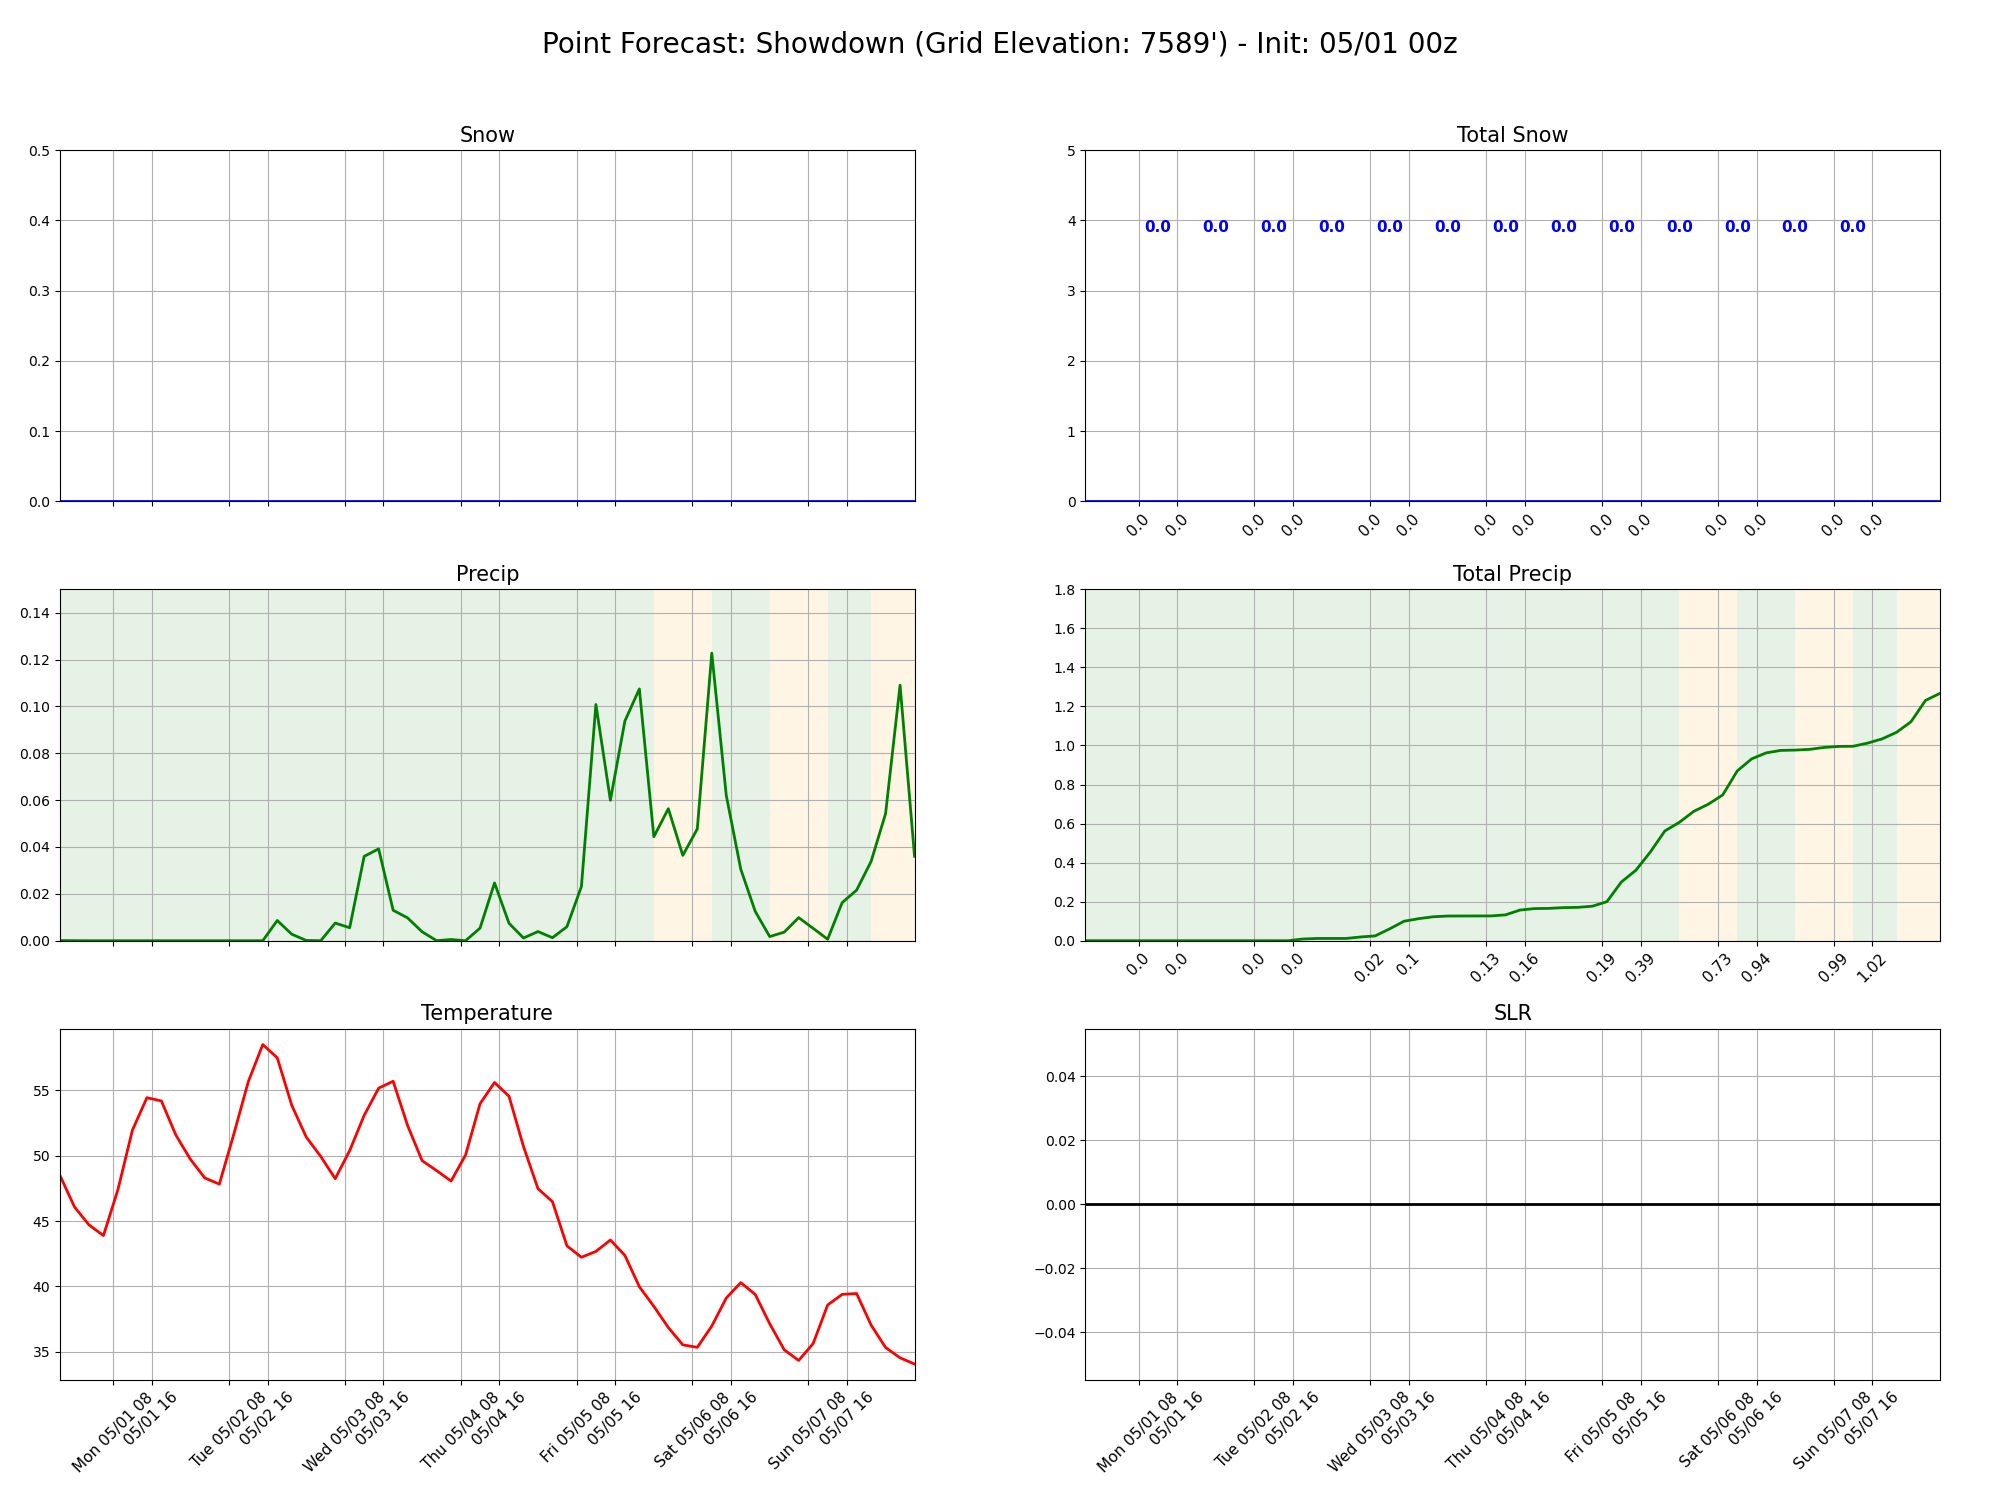 Point Forecast: Showdown (Grid Elevation: 7589') - Init: 05/01 00z
Snow
0.5
0.4
0.3
0.2
0.1
0.0
Total Snow
5
4
3
2
1
0
0.0 0.0 0.0 0.0 0.0 0.0 0.0 0.0 0.0 0.0 0.0 0.0 0.0
0.0 0.0 0.0 0.0 0.0 0.0 0.0 0.0 0.0 0.0 0.0 0.0 0.0 0.0
Precip
0.14
0.12
0.10
0.08
0.06
0.04
0.02
0.00
Total Precip
1.8
1.6
1.4
1.2
1.0
0.8
0.6
0.4
0.2
0.0
0.0 0.0 0.0 0.0 0.02 0.1 0.13 0.16 0.19 0.39 0.73 0.94 0.99 1.02
Temperature
55
50
45
40
35
Mon 05/01 08
05/01 16
Tue 05/02 08
05/02 16
Wed 05/03 08
05/03 16
Thu 05/04 08
05/04 16
Fri 05/05 08
05/05 16
Sat 05/06 08
05/06 16
Sun 05/07 08
05/07 16
SLR
0.04
0.02
0.00
−0.02
−0.04
Mon 05/01 08
05/01 16
Tue 05/02 08
05/02 16
Wed 05/03 08
05/03 16
Thu 05/04 08
05/04 16
Fri 05/05 08
05/05 16
Sat 05/06 08
05/06 16
Sun 05/07 08
05/07 16